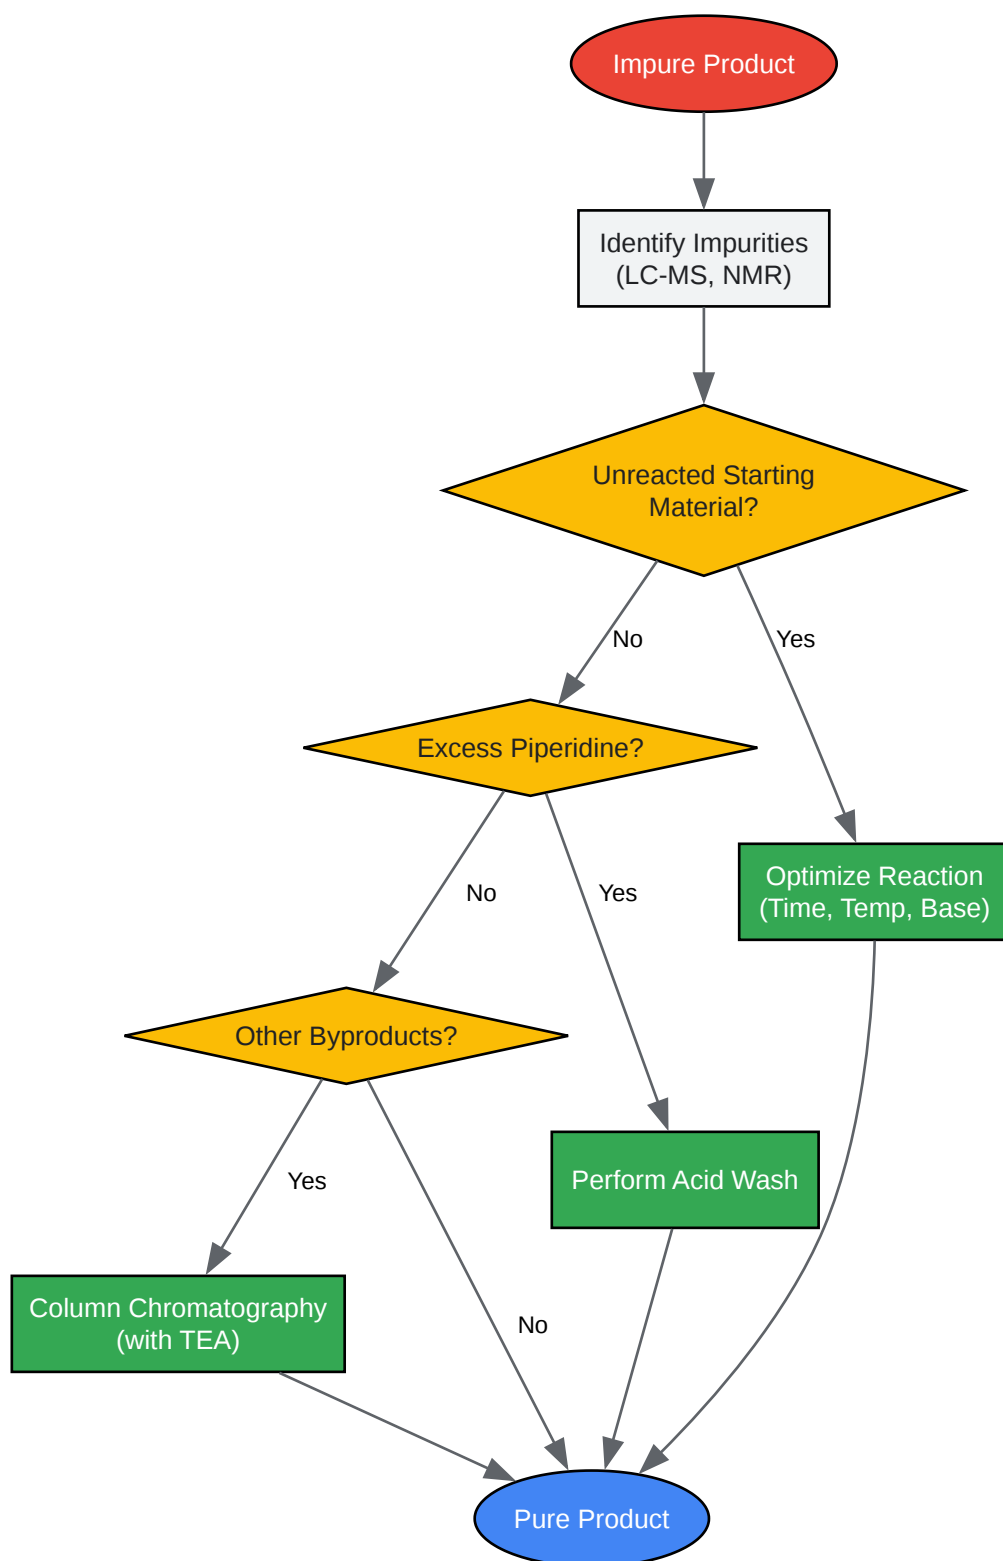 Impure Product
Identify Impurities
(LC-MS, NMR)
Unreacted Starting
Material?
No
Yes
Excess Piperidine?
Optimize Reaction
(Time, Temp, Base)
No
Yes
Other Byproducts?
Perform Acid Wash
Yes
Column Chromatography
(with TEA)
No
Pure Product